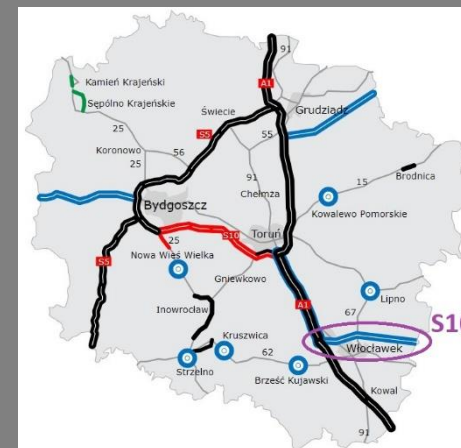 91
Kamień Krajeński
A1
Sępólno Krajeńskie
Grudziądz
Świecie
25
S5
55
Koronowo
56
25
91
15
Brodnica
Chełmża
Kowalewo Pomorskie
Bydgoszcz
Toruń
S10
25
Nowa Wieś Wielka
S5
Gniewkowo
A1
Lipno
Inowrocław
67
S10
Kruszwica
Włocławek
62
Strzelno
Brześć Kujawski
Kowal
91